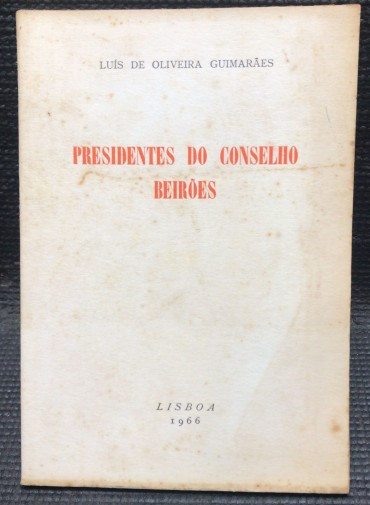 LUÍS DE OLIVEIRA GUIMARÃES
PRESIDENTES DO CONSELHO
BEIRÕES
LISBOA
1966